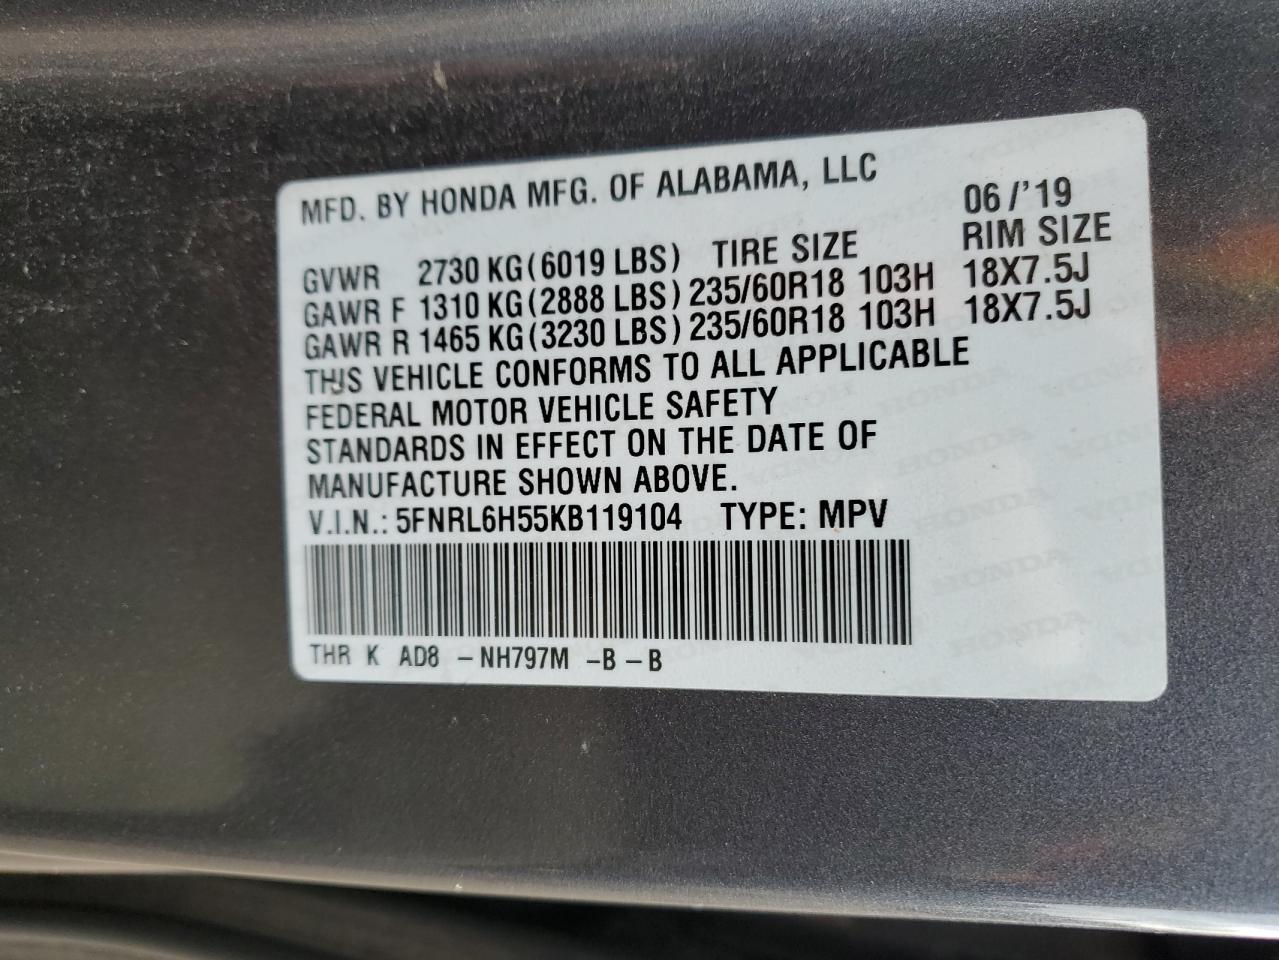 MFD. BY HONDA MFG. OF ALABAMA, LLC
06/'19
GVWR 2730 KG(6019 LBS) TIRE SIZE RIM SIZE
GAWR F 1310 KG(2888 LBS) 235/60R18 103H 18X7.5J
GAWR R 1465 KG(3230 LBS) 235/60R18 103H 18X7.5J
THIS VEHICLE CONFORMS TO ALL APPLICABLE
FEDERAL MOTOR VEHICLE SAFETY
STANDARDS IN EFFECT ON THE DATE OF
MANUFACTURE SHOWN ABOVE.
V.I.N.: 5FNRL6H55KB119104 TYPE: MPV
THR K AD8 -NH797M -B -B